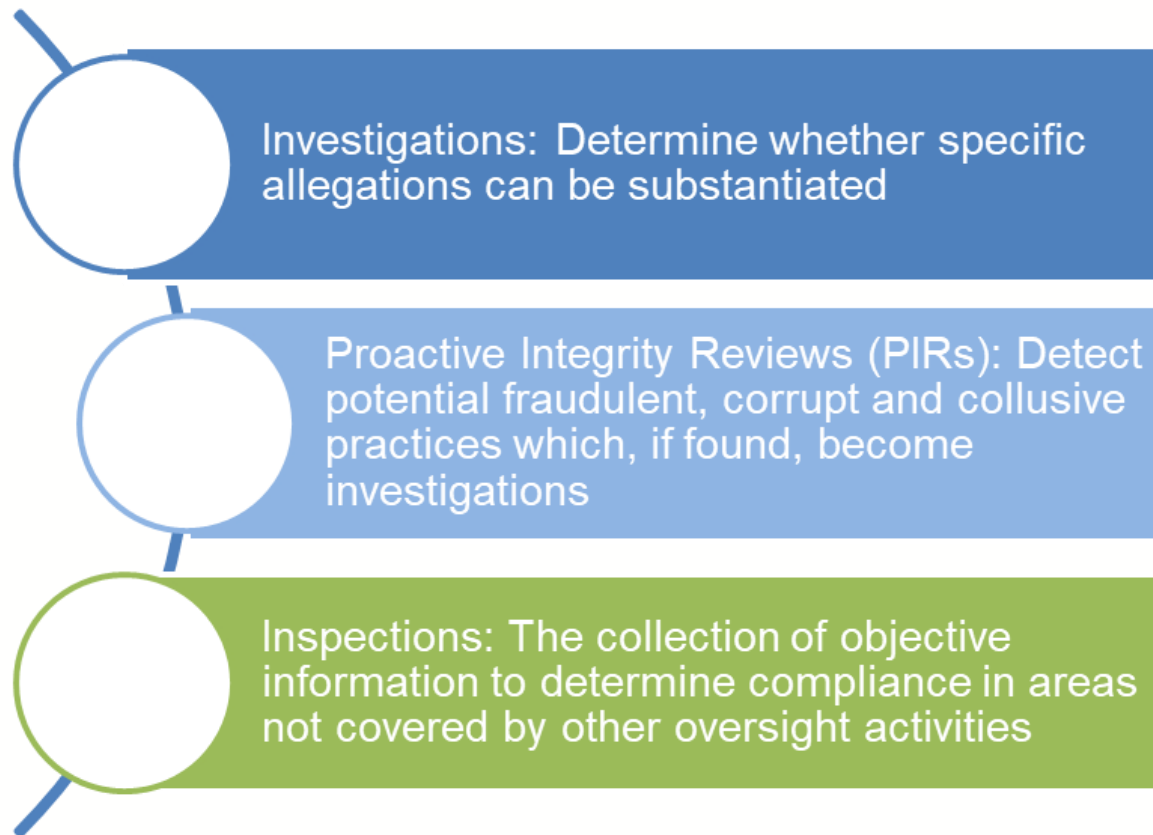 Investigations: Determine whether specific
allegations can be substantiated
Proactive Integrity Reviews (PIRs): Detect
potential fraudulent, corrupt and collusive
practices which, if found, become
investigations
Inspections: The collection of objective
information to determine compliance in areas
not covered by other oversight activities